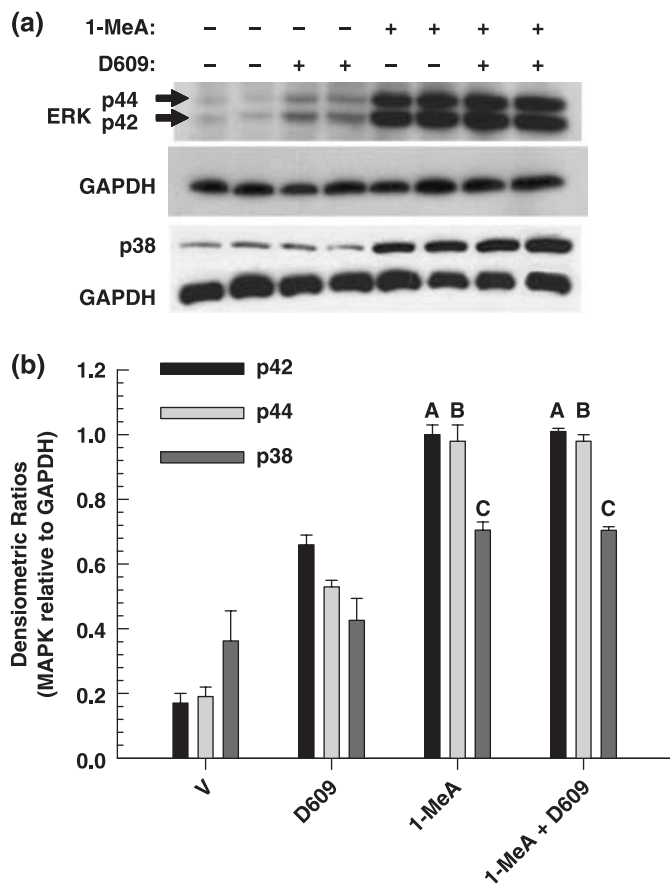 (a)
1-MeA: – – – – + + + +
D609: – – + + – – + +
p44
ERK
p42
GAPDH
p38
GAPDH
(b)
p42
p44
p38
Densiometric Ratios
(MAPK relative to GAPDH)
1.2
1.0
0.8
0.6
0.4
0.2
0.0
A B
C
A B
C
V
D609
1-MeA
1-MeA + D609